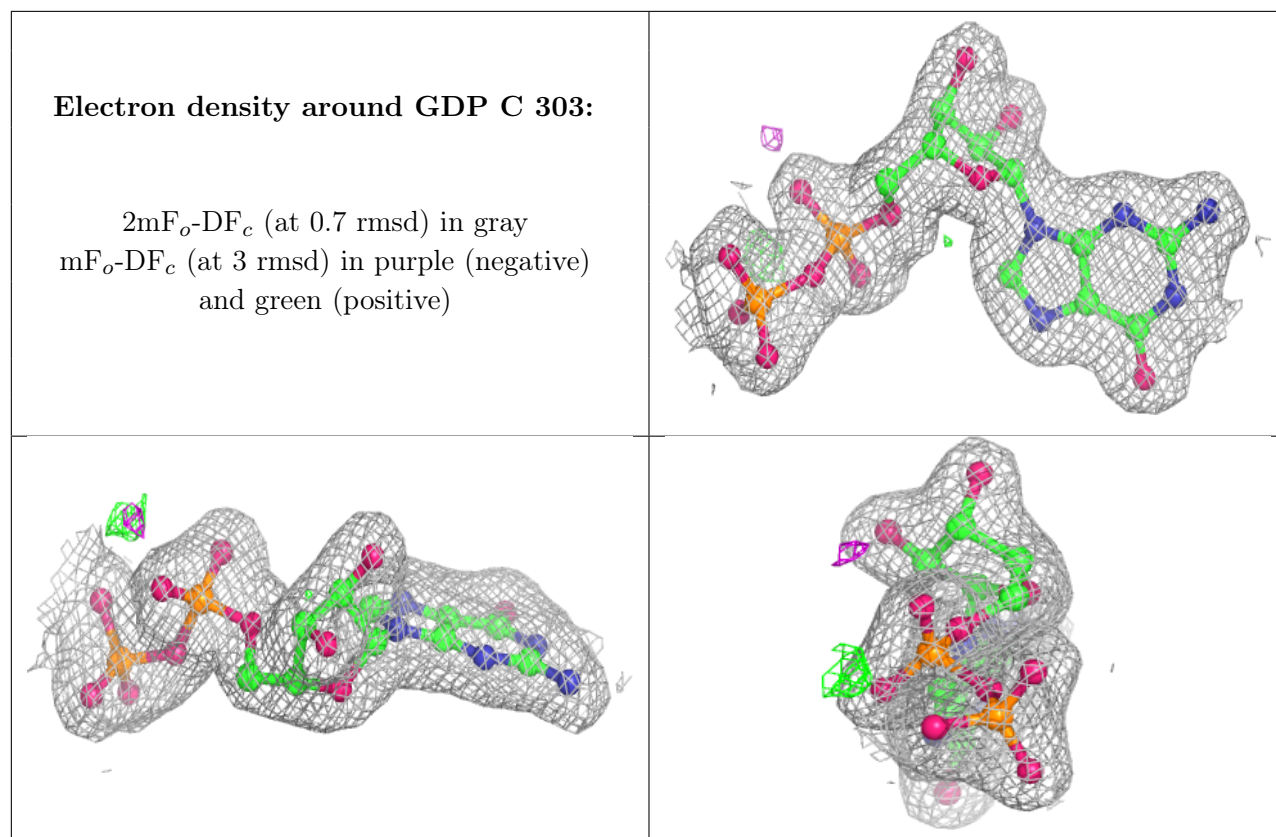 Electron density around GDP C 303:
2mFₒ-DF𝒸 (at 0.7 rmsd) in gray
mFₒ-DF𝒸 (at 3 rmsd) in purple (negative)
and green (positive)